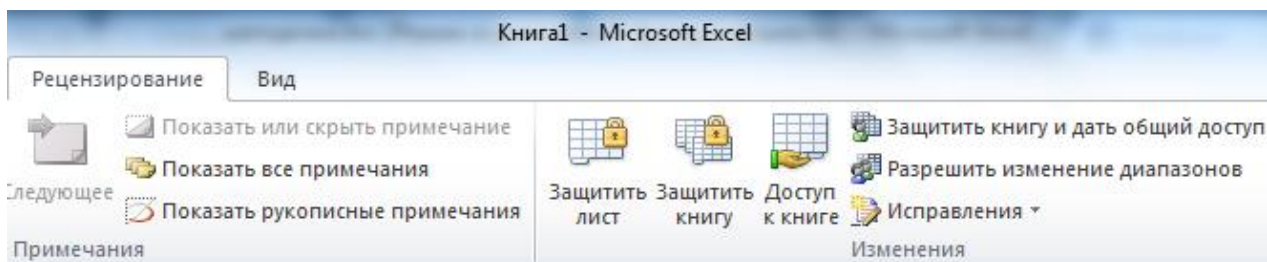 Книга1 - Microsoft Excel
Рецензирование Вид
Показать или скрыть примечание
Показать все примечания
Показать рукописные примечания
Следующее
Примечания
Защитить лист
Защитить книгу
Доступ к книге
Защитить книгу и дать общий доступ
Разрешить изменение диапазонов
Исправления
Изменения